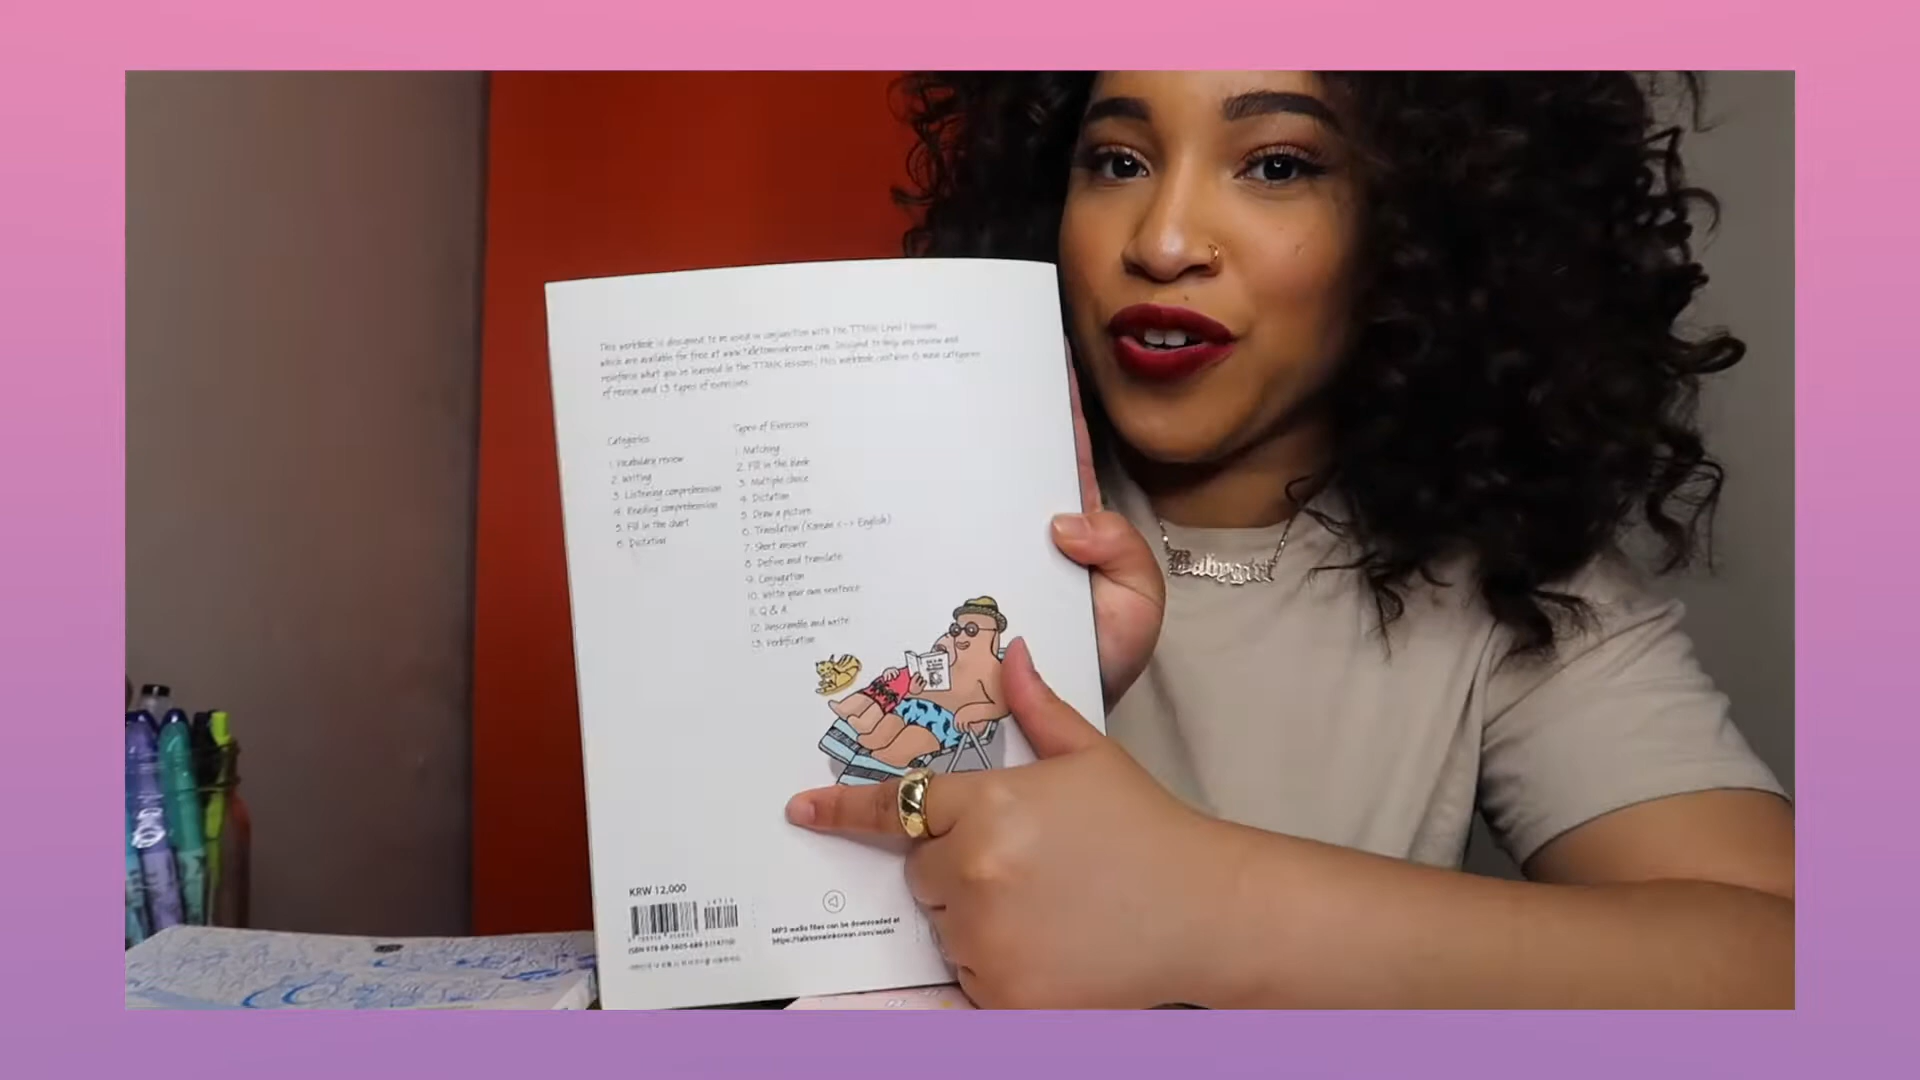 This workbook is designed to be used in conjunction with the TTMIK Level 1 lessons,
which are available for free at www.talktomeinkorean.com. Designed to help you review and
reinforce what you've learned in the TTMIK lessons, this workbook contains 6 main categories
of review and 13 types of exercises.
Categories
1. Vocabulary review
2. Writing
3. Listening comprehension
4. Reading comprehension
5. Fill in the chart
6. Dictation
Types of Exercises
1. Matching
2. Fill in the blank
3. Multiple choice
4. Dictation
5. Draw a picture
6. Translation (Korean <-> English)
7. Short answer
8. Define and translate
9. Conjugation
10. Write your own sentence
11. Q & A
12. Unscramble and write
13. Verbification
KRW 12,000
MP3 audio files can be downloaded at
https://talktomeinkorean.com/audio
ISBN 978-89-5605-689-
Babygirl